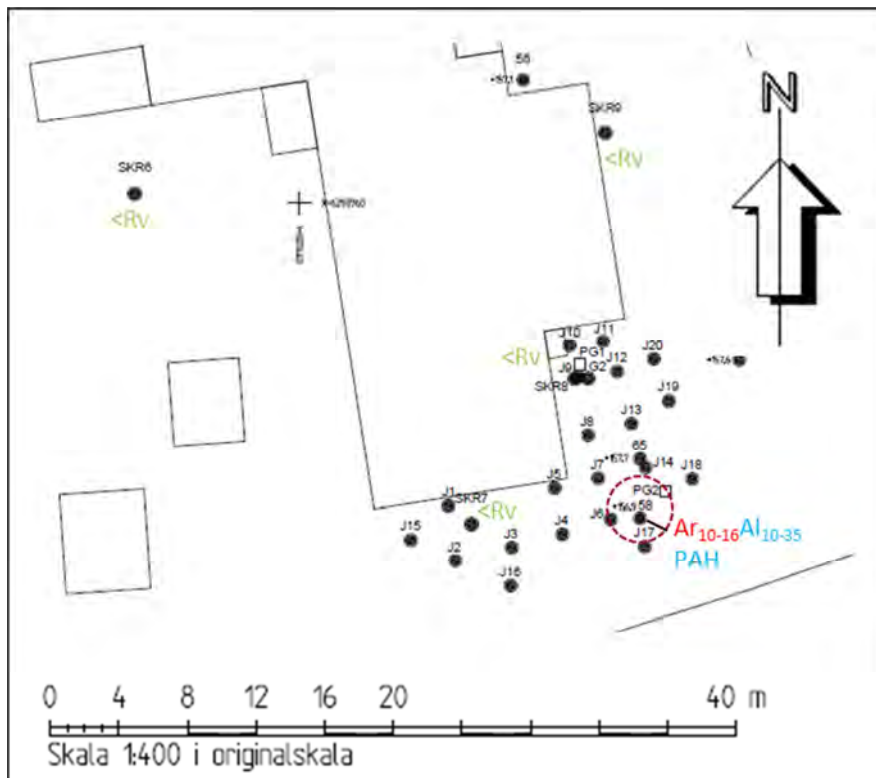 56
SKR9
N
<Rv
SKR6
<Rv
J10
J11
<Rv
PG1
J12
J20
J9
G2
SKR8
J19
J13
J8
65
J14
J7
J18
J5
PG2
J1
SKR7
<Rv
58
J6
Ar10-16Al10-35
J15
J3
J4
J17
PAH
J2
J16
0 4 8 12 16 20 40 m
Skala 1:400 i originalskala